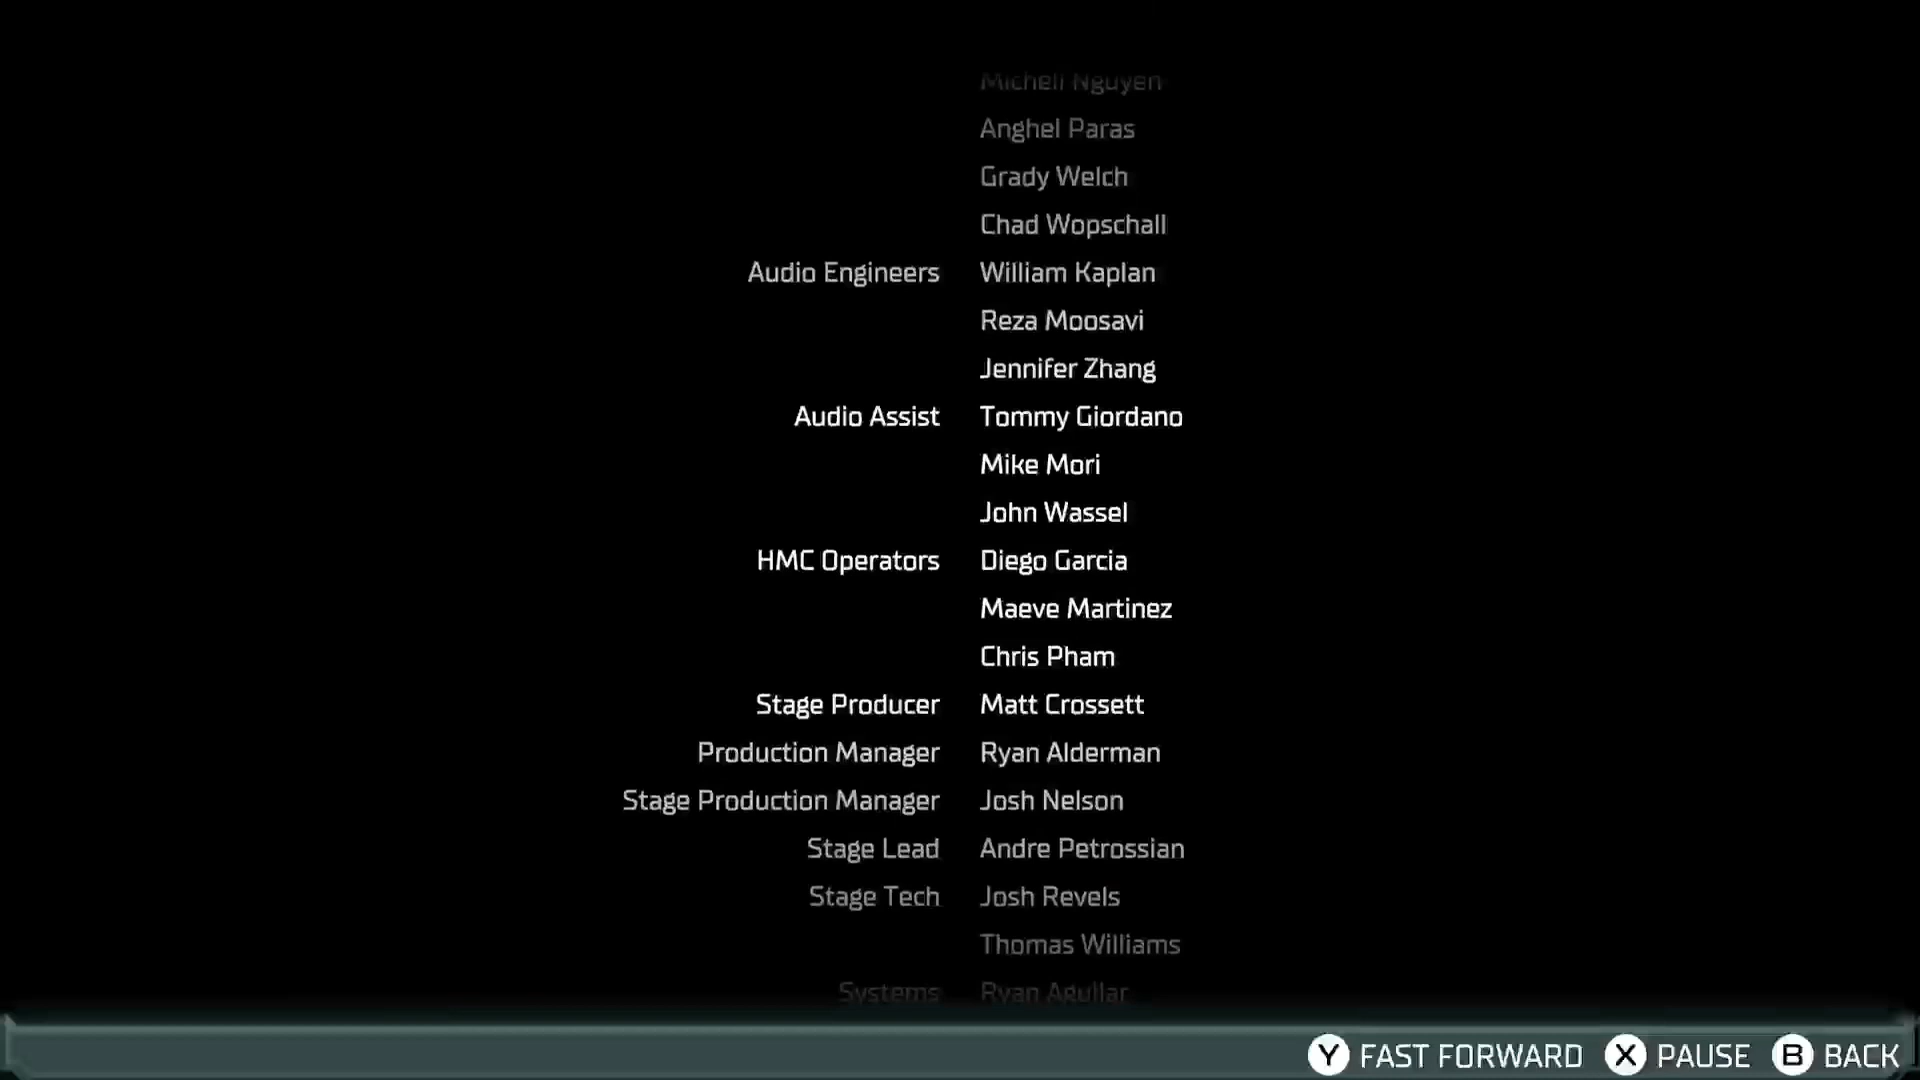 Micheli Nguyen
Anghel Paras
Grady Welch
Chad Wopschall
Audio Engineers William Kaplan
Reza Moosavi
Jennifer Zhang
Audio Assist Tommy Giordano
Mike Mori
John Wassel
HMC Operators Diego Garcia
Maeve Martinez
Chris Pham
Stage Producer Matt Crossett
Production Manager Ryan Alderman
Stage Production Manager Josh Nelson
Stage Lead Andre Petrossian
Stage Tech Josh Revels
Thomas Williams
Systems Ryan Aguilar
Y FAST FORWARD X PAUSE B BACK